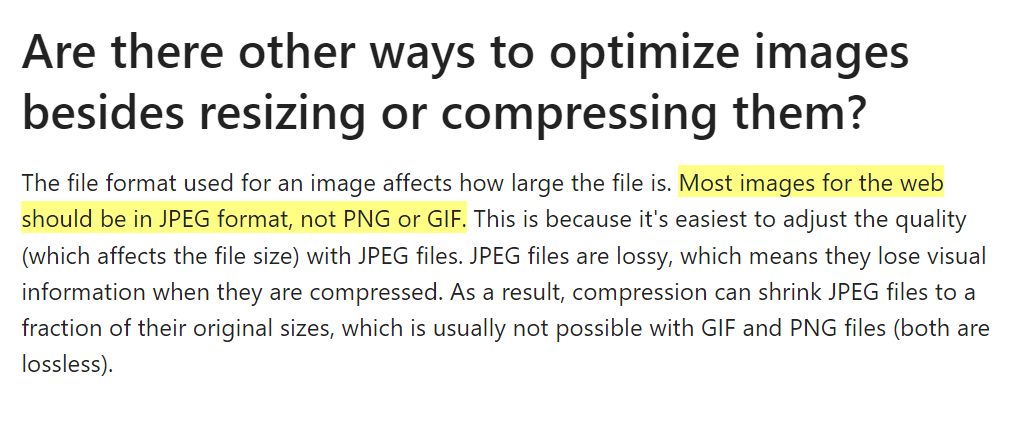 Are there other ways to optimize images
besides resizing or compressing them?
The file format used for an image affects how large the file is. Most images for the web
should be in JPEG format, not PNG or GIF. This is because it's easiest to adjust the quality
(which affects the file size) with JPEG files. JPEG files are lossy, which means they lose visual
information when they are compressed. As a result, compression can shrink JPEG files to a
fraction of their original sizes, which is usually not possible with GIF and PNG files (both are
lossless).